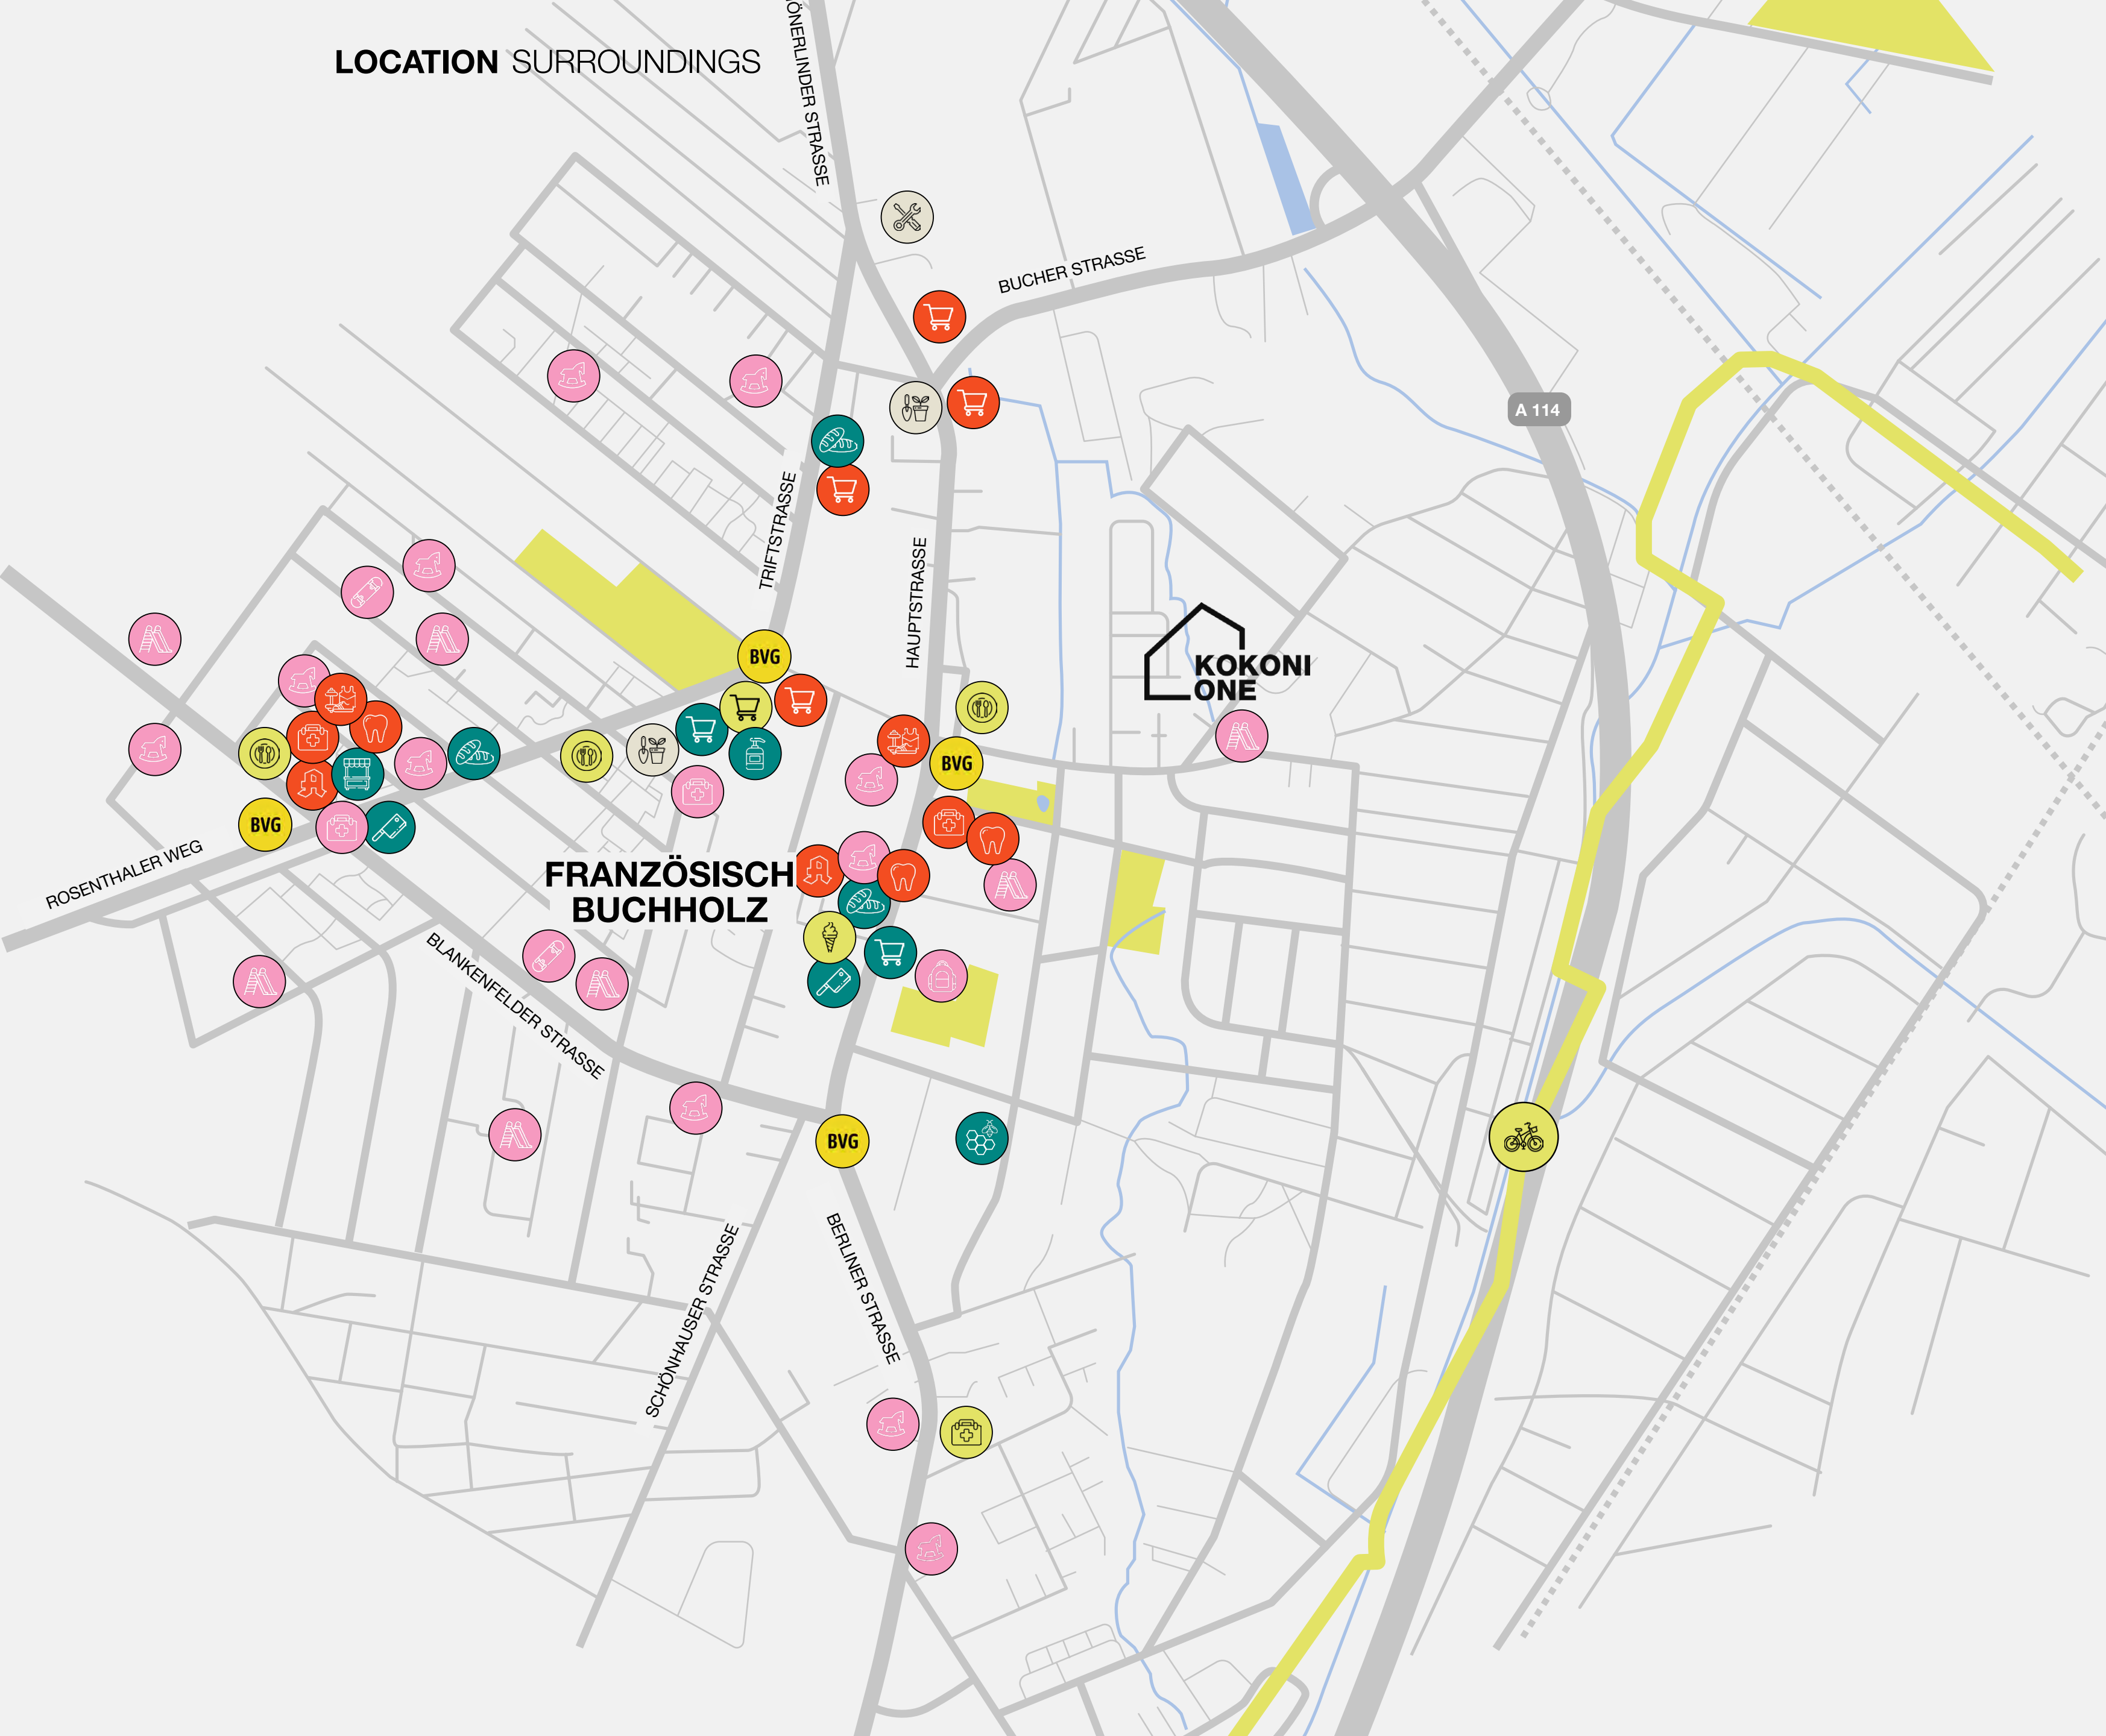 LOCATION SURROUNDINGS
ÖNERLINDER STRASSE
BUCHER STRASSE
A 114
TRIFTSTRASSE
HAUPTSTRASSE
BVG
KOKONI
ONE
BVG
BVG
ROSENTHALER WEG
FRANZÖSISCH
BUCHHOLZ
BLANKENFELDER STRASSE
BVG
SCHÖNHAUSER STRASSE
BERLINER STRASSE